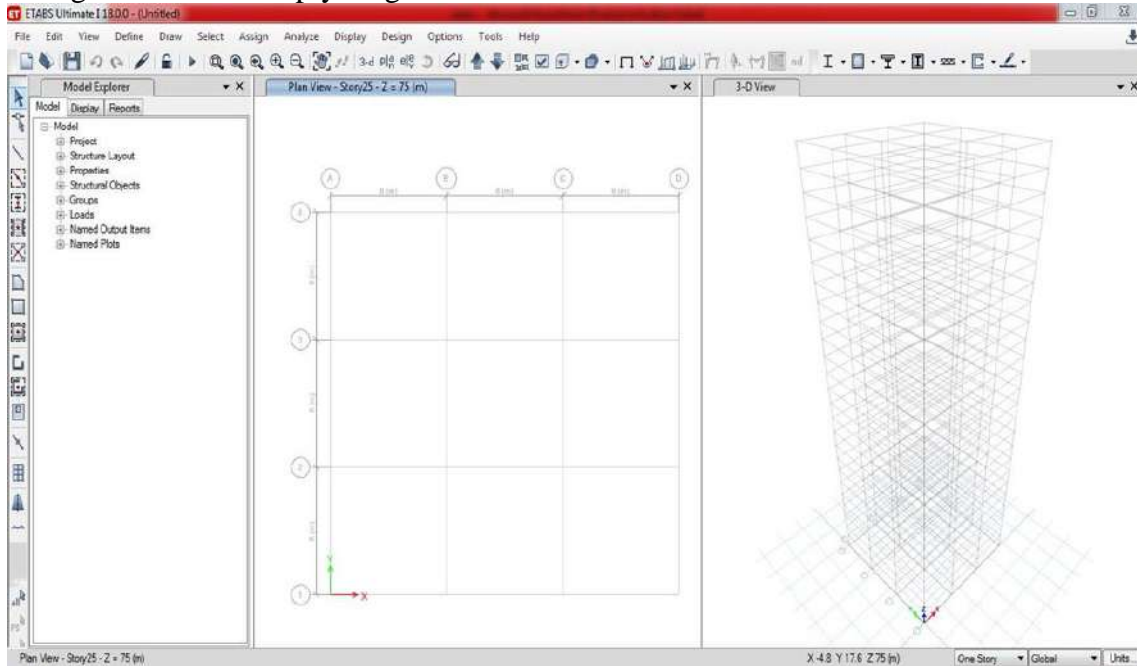 ETABS Ultimate I 18.0.0 - (Untitled)
File Edit View Define Draw Select Assign Analyze Display Design Options Tools Help
3-d
Model Explorer
Plan View - Story25 - Z = 75 (m)
3-D View
Model Display Reports
Model
Project
Structure Layout
Properties
Structural Objects
Groups
Loads
Named Output Items
Named Plots
A B C D
3
2
1
Y
X
Z
Plan View - Story25 - Z = 75 (m)
X -4.8 Y 17.6 Z 75 (m)
One Story
Global
Units...